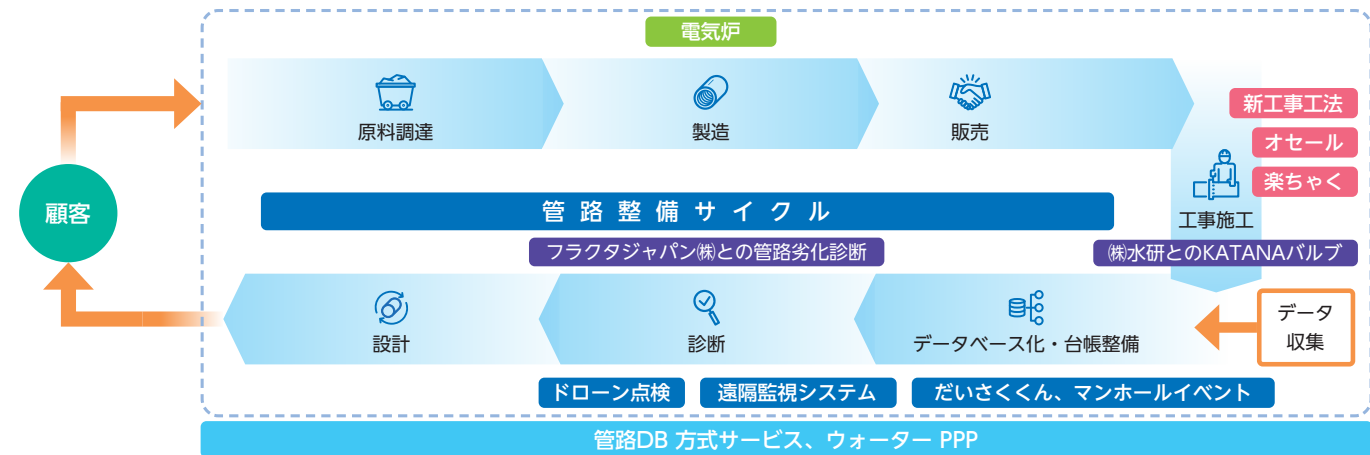 電気炉
原料調達
製造
販売
新工事工法
オセール
楽ちゃく
工事施工
顧客
管路整備サイクル
フラクタジャパン㈱との管路劣化診断
㈱水研とのKATANAバルブ
設計
診断
データベース化・台帳整備
データ
収集
ドローン点検
遠隔監視システム
だいさくくん、マンホールイベント
管路DB 方式サービス、ウォーター PPP